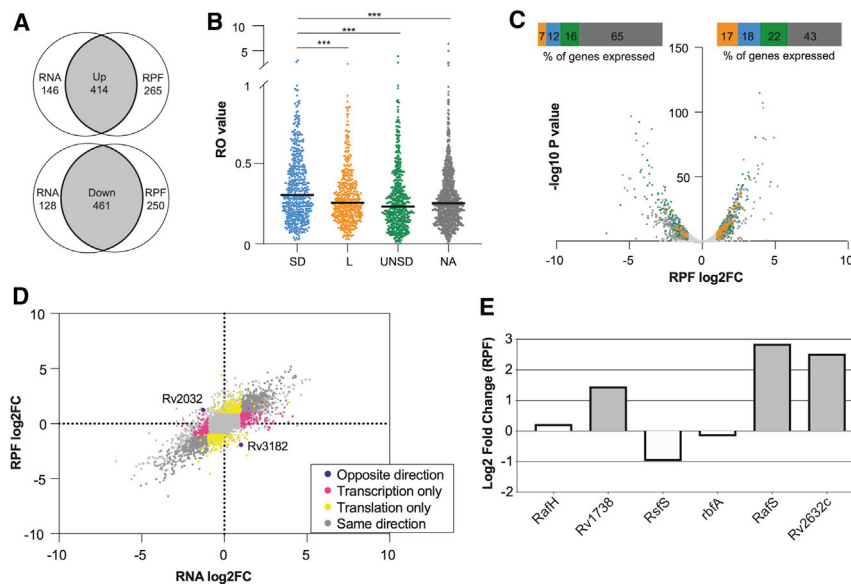 A
RNA
146
Up
414
RPF
265
RNA
128
Down
461
RPF
250
B
RO value
10
5
1
0.5
0
***
***
***
SD
L
UNSD
NA
C
7 12 16 65
% of genes expressed
17 18 22 43
% of genes expressed
-log10 P value
150
100
50
-10 -5 0 5 10
RPF log2FC
D
RPF log2FC
10
5
0
-5
-10
Rv2032
Rv3182
Opposite direction
Transcription only
Translation only
Same direction
-10 -5 0 5 10
RNA log2FC
E
Log2 Fold Change (RPF)
3
2
1
0
-1
-2
RafH
Rv1738
RsfS
rbfA
RafS
Rv2632c